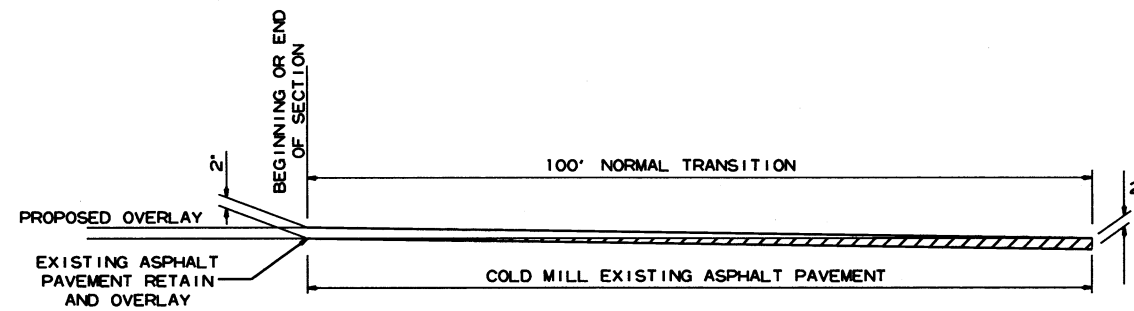 BEGINNING OR END
OF SECTION
2"
100' NORMAL TRANSITION
2
PROPOSED OVERLAY
EXISTING ASPHALT
PAVEMENT RETAIN
AND OVERLAY
COLD MILL EXISTING ASPHALT PAVEMENT